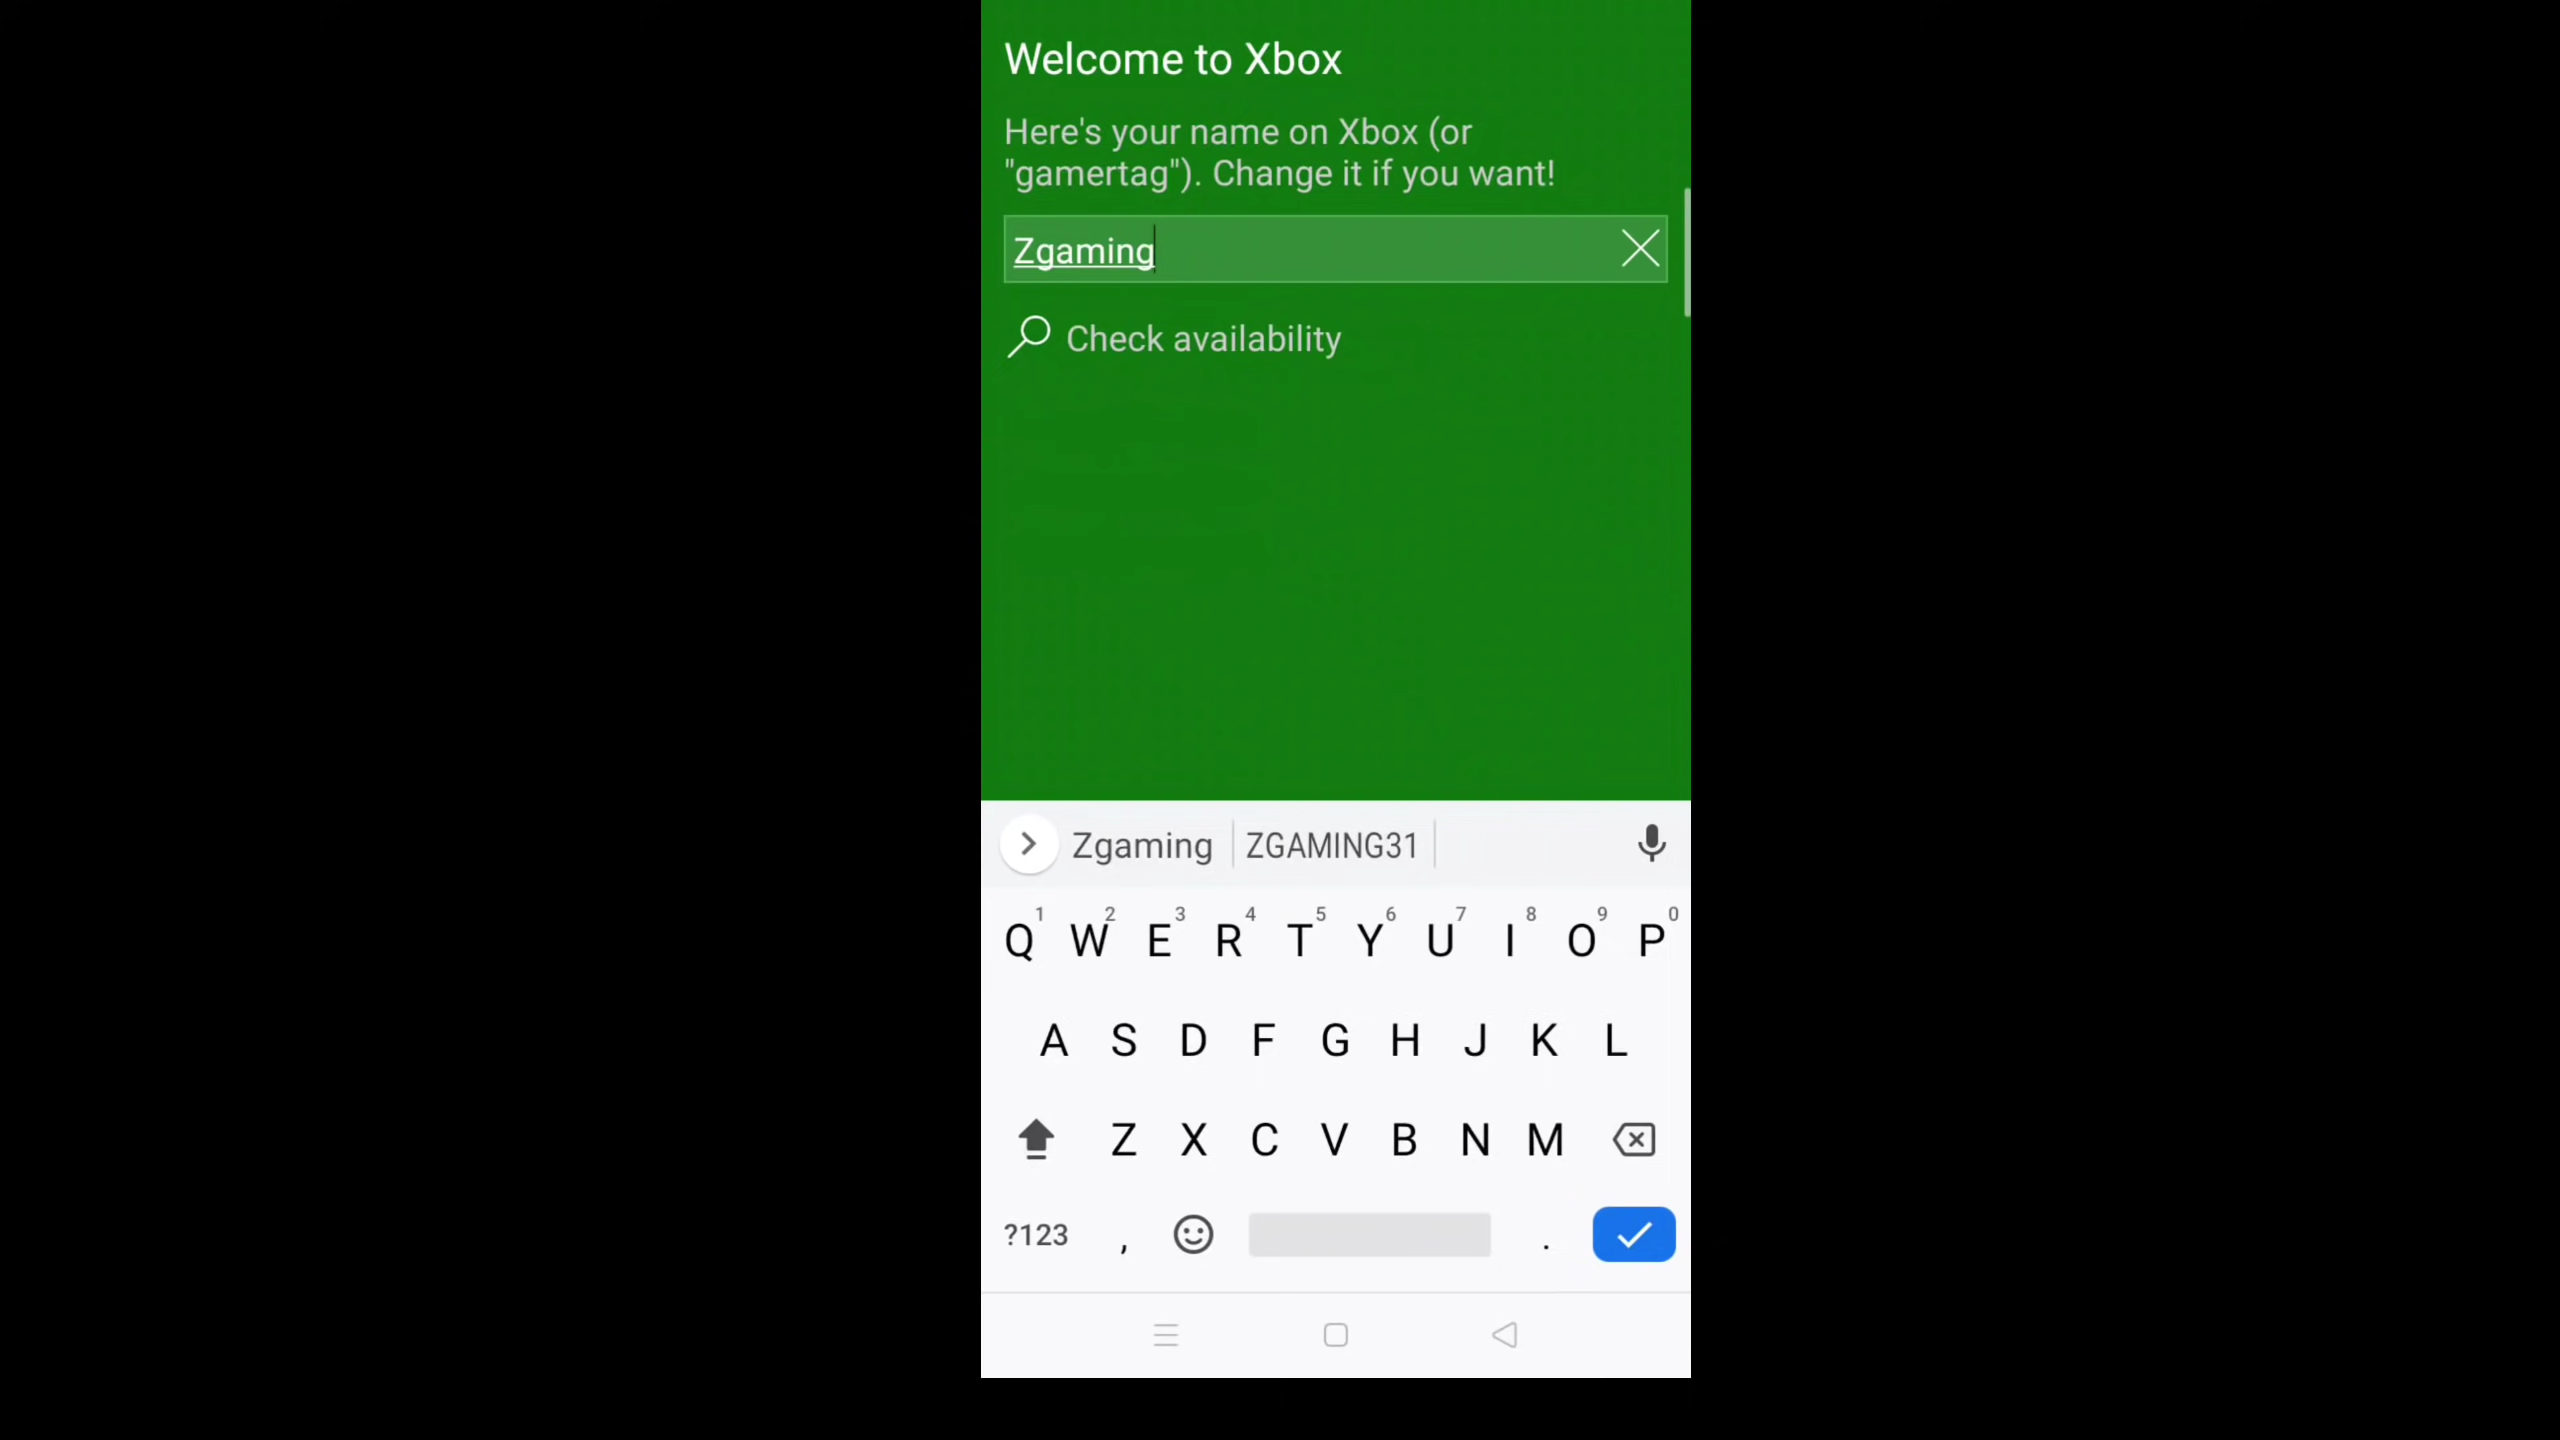 Welcome to Xbox
Here's your name on Xbox (or
"gamertag"). Change it if you want!
Zgaming
Check availability
Zgaming ZGAMING31
1 2 3 4 5 6 7 8 9 0
Q W E R T Y U I O P
A S D F G H J K L
Z X C V B N M
?123 , .